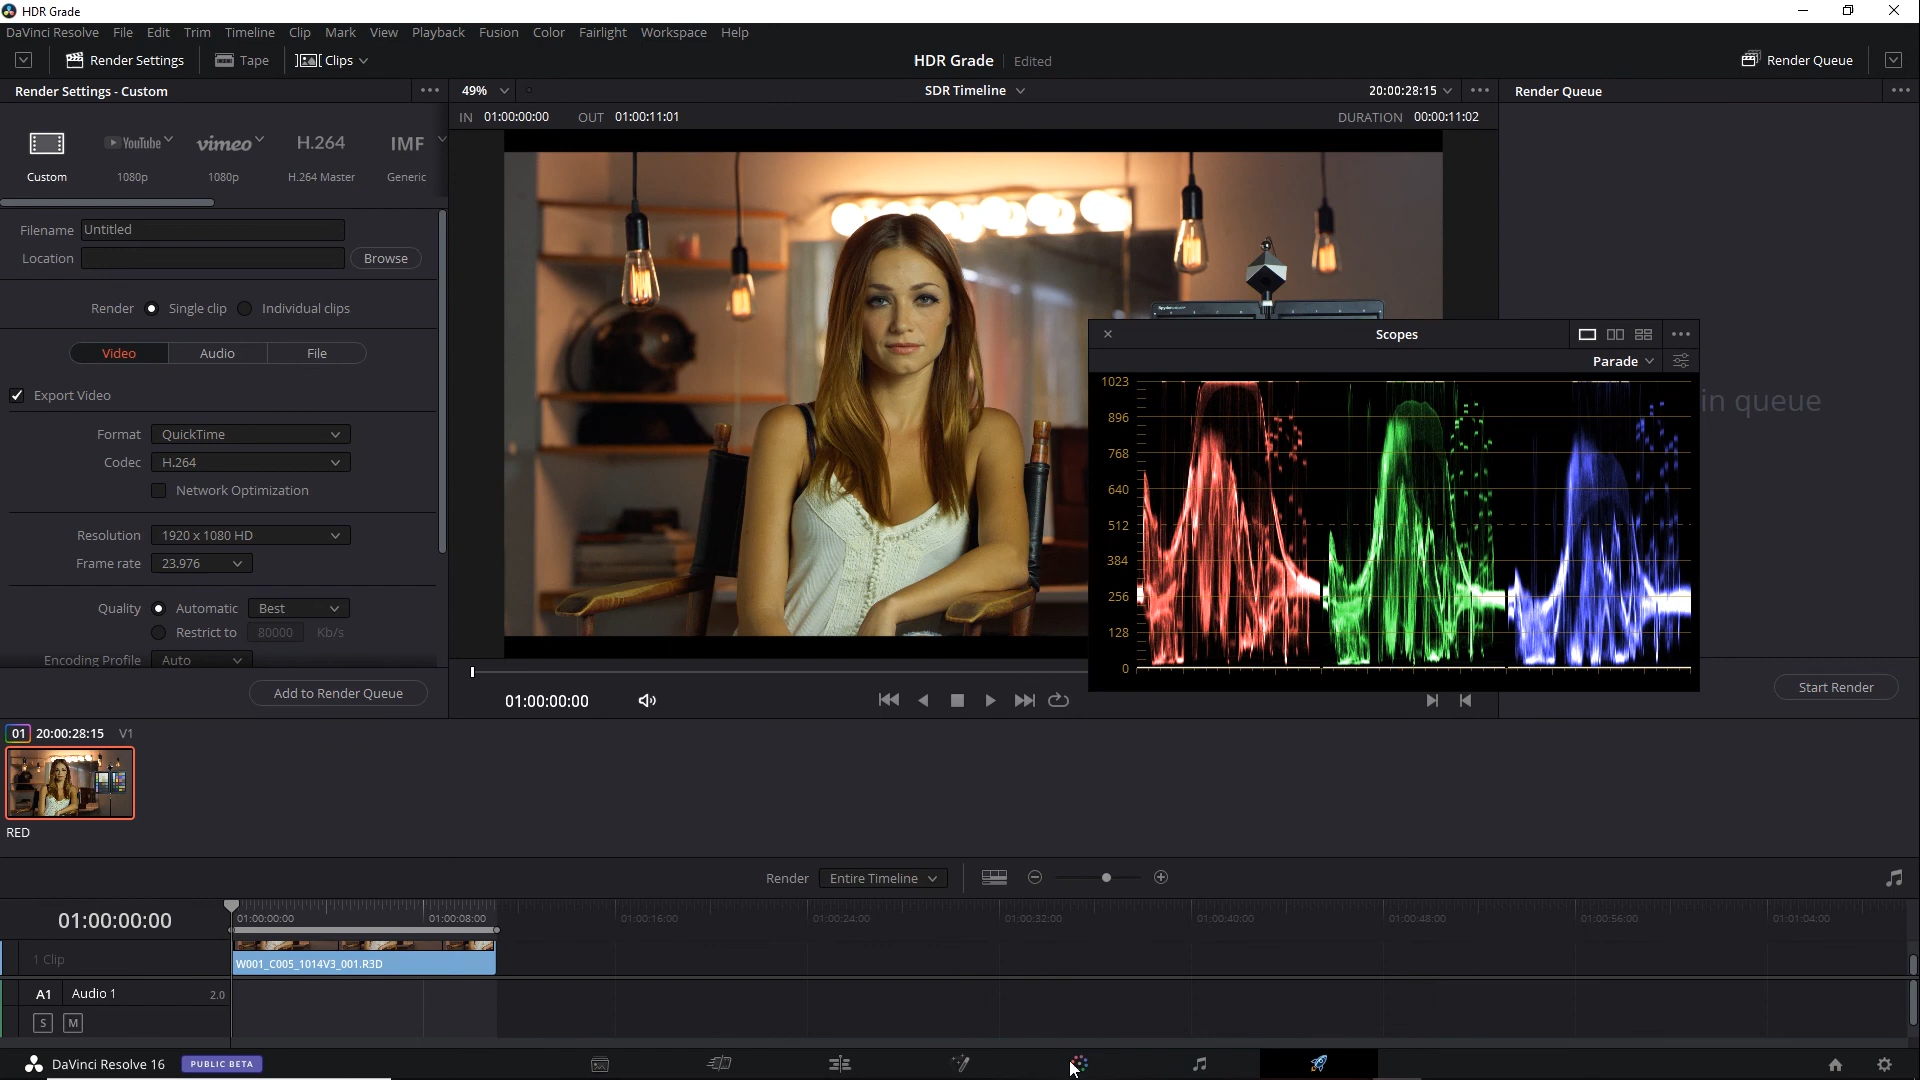 HDR Grade
DaVinci Resolve File Edit Trim Timeline Clip Mark View Playback Fusion Color Fairlight Workspace Help
Render Settings Tape Clips HDR Grade Edited Render Queue
Render Settings - Custom 49% SDR Timeline 20:00:28:15 Render Queue
IN 01:00:00:00 OUT 01:00:11:01 DURATION 00:00:11:02
YouTube vimeo H.264 IMF
Custom 1080p 1080p H.264 Master Generic
Filename Untitled
Location Browse
Render Single clip Individual clips
Video Audio File
Export Video
Format QuickTime
Codec H.264
Network Optimization
Resolution 1920 x 1080 HD
Frame rate 23.976
Quality Automatic Best
Restrict to 80000 Kb/s
Encoding Profile Auto
Add to Render Queue
Scopes
Parade
1023
896
768
640
512
384
256
128
0
in queue
01:00:00:00
Start Render
01 20:00:28:15 V1
RED
Render Entire Timeline
01:00:00:00
01:00:00:00 01:00:08:00 01:00:16:00 01:00:24:00 01:00:32:00 01:00:40:00 01:00:48:00 01:00:56:00 01:01:04:00
1 Clip W001_C005_1014V3_001.R3D
A1 Audio 1 2.0
S M
DaVinci Resolve 16 PUBLIC BETA